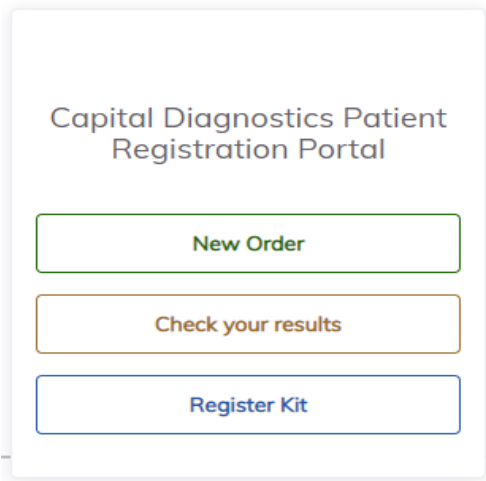 Capital Diagnostics Patient
Registration Portal
New Order
Check your results
Register Kit